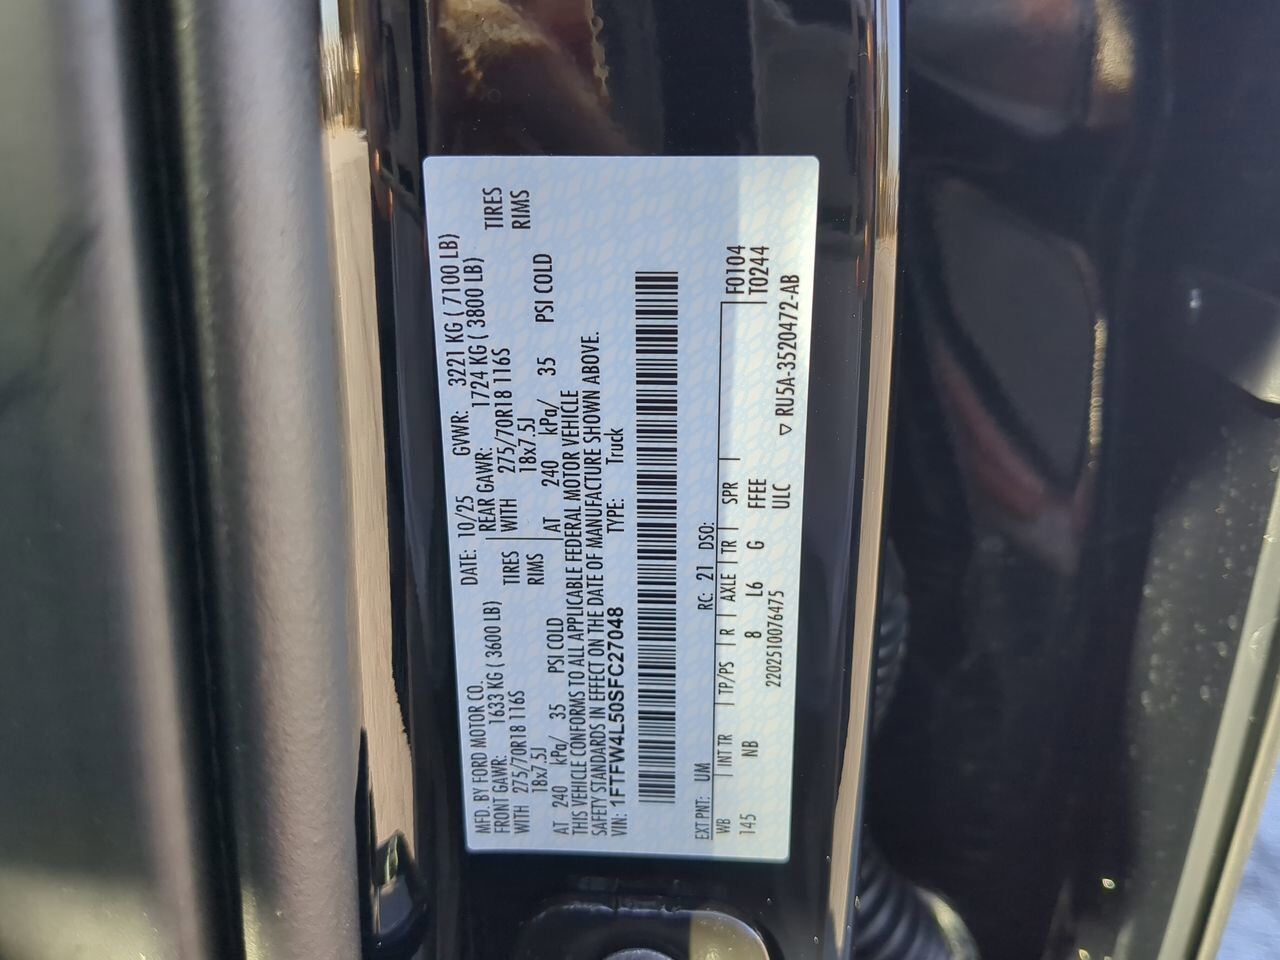 MFD. BY FORD MOTOR CO. DATE: 10/25 GVWR: 3221 KG ( 7100 LB)
FRONT GAWR: 1633 KG ( 3600 LB) REAR GAWR: 1724 KG ( 3800 LB)
WITH 275/70R18 116S TIRES WITH 275/70R18 116S TIRES
18x7.5J RIMS 18x7.5J RIMS
AT 240 kPa/ 35 PSI COLD AT 240 kPa/ 35 PSI COLD
THIS VEHICLE CONFORMS TO ALL APPLICABLE FEDERAL MOTOR VEHICLE
SAFETY STANDARDS IN EFFECT ON THE DATE OF MANUFACTURE SHOWN ABOVE.
VIN: 1FTFW4L50SFC27048 TYPE: Truck
EXT PNT: UM RC: 21 DSO:
WB INT TR TP/PS R AXLE TR SPR F0104
145 NB 8 L6 G FFEE T0244
2202510076475 ULC ▽ RU5A-3520472-AB